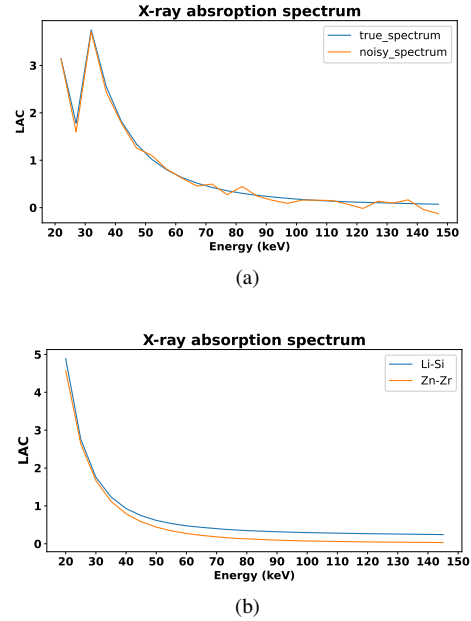 X-ray absroption spectrum
true_spectrum
noisy_spectrum
LAC
3
2
1
0
20 30 40 50 60 70 80 90 100 110 120 130 140 150
Energy (keV)
(a)
X-ray absorption spectrum
Li-Si
Zn-Zr
LAC
5
4
3
2
1
0
20 30 40 50 60 70 80 90 100 110 120 130 140 150
Energy (keV)
(b)